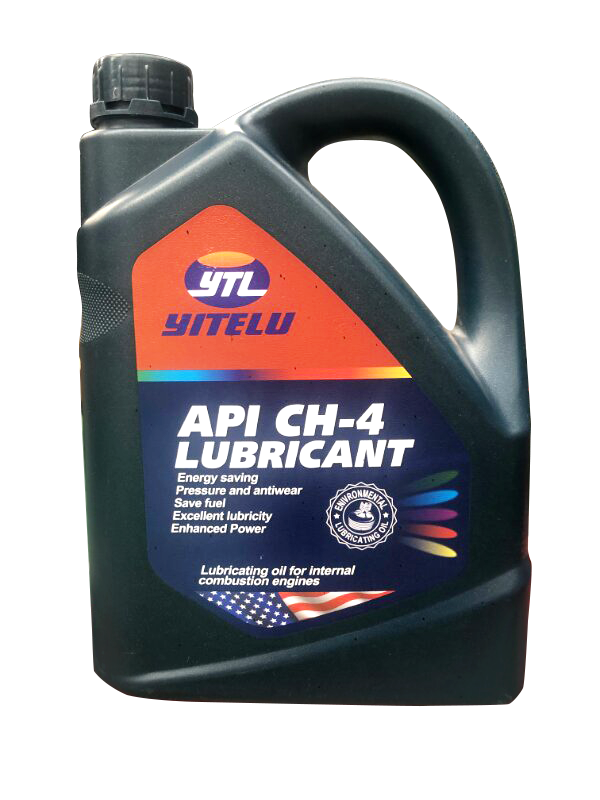 YTL
YITELU
API CH-4
LUBRICANT
Energy saving
Pressure and antiwear
Save fuel
Excellent lubricity
Enhanced Power
ENIVRONMENTAL
LUBRICATING OIL
Lubricating oil for internal
combustion engines